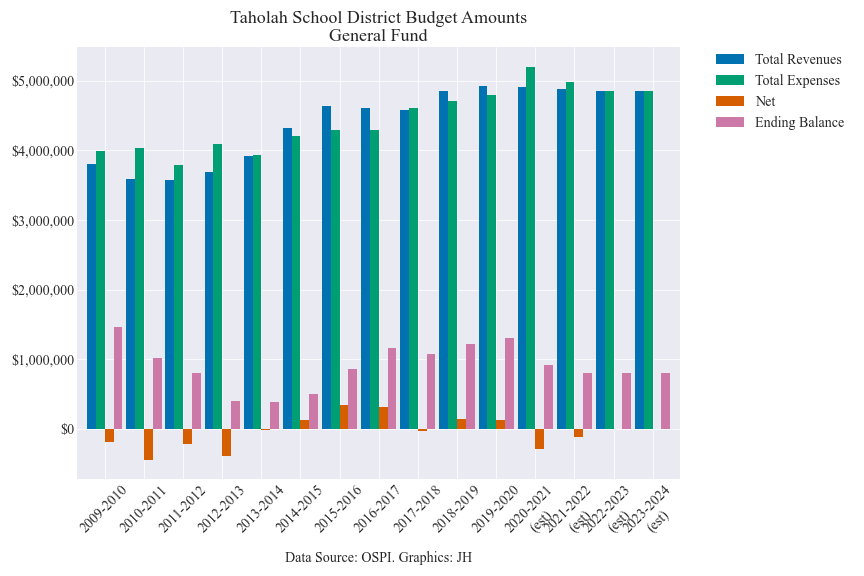 Taholah School District Budget Amounts
General Fund
Total Revenues
Total Expenses
Net
Ending Balance
$5,000,000
$4,000,000
$3,000,000
$2,000,000
$1,000,000
$0
2009-2010
2010-2011
2011-2012
2012-2013
2013-2014
2014-2015
2015-2016
2016-2017
2017-2018
2018-2019
2019-2020
2020-2021
(est)
2021-2022
(est)
2022-2023
(est)
2023-2024
(est)
Data Source: OSPI. Graphics: JH